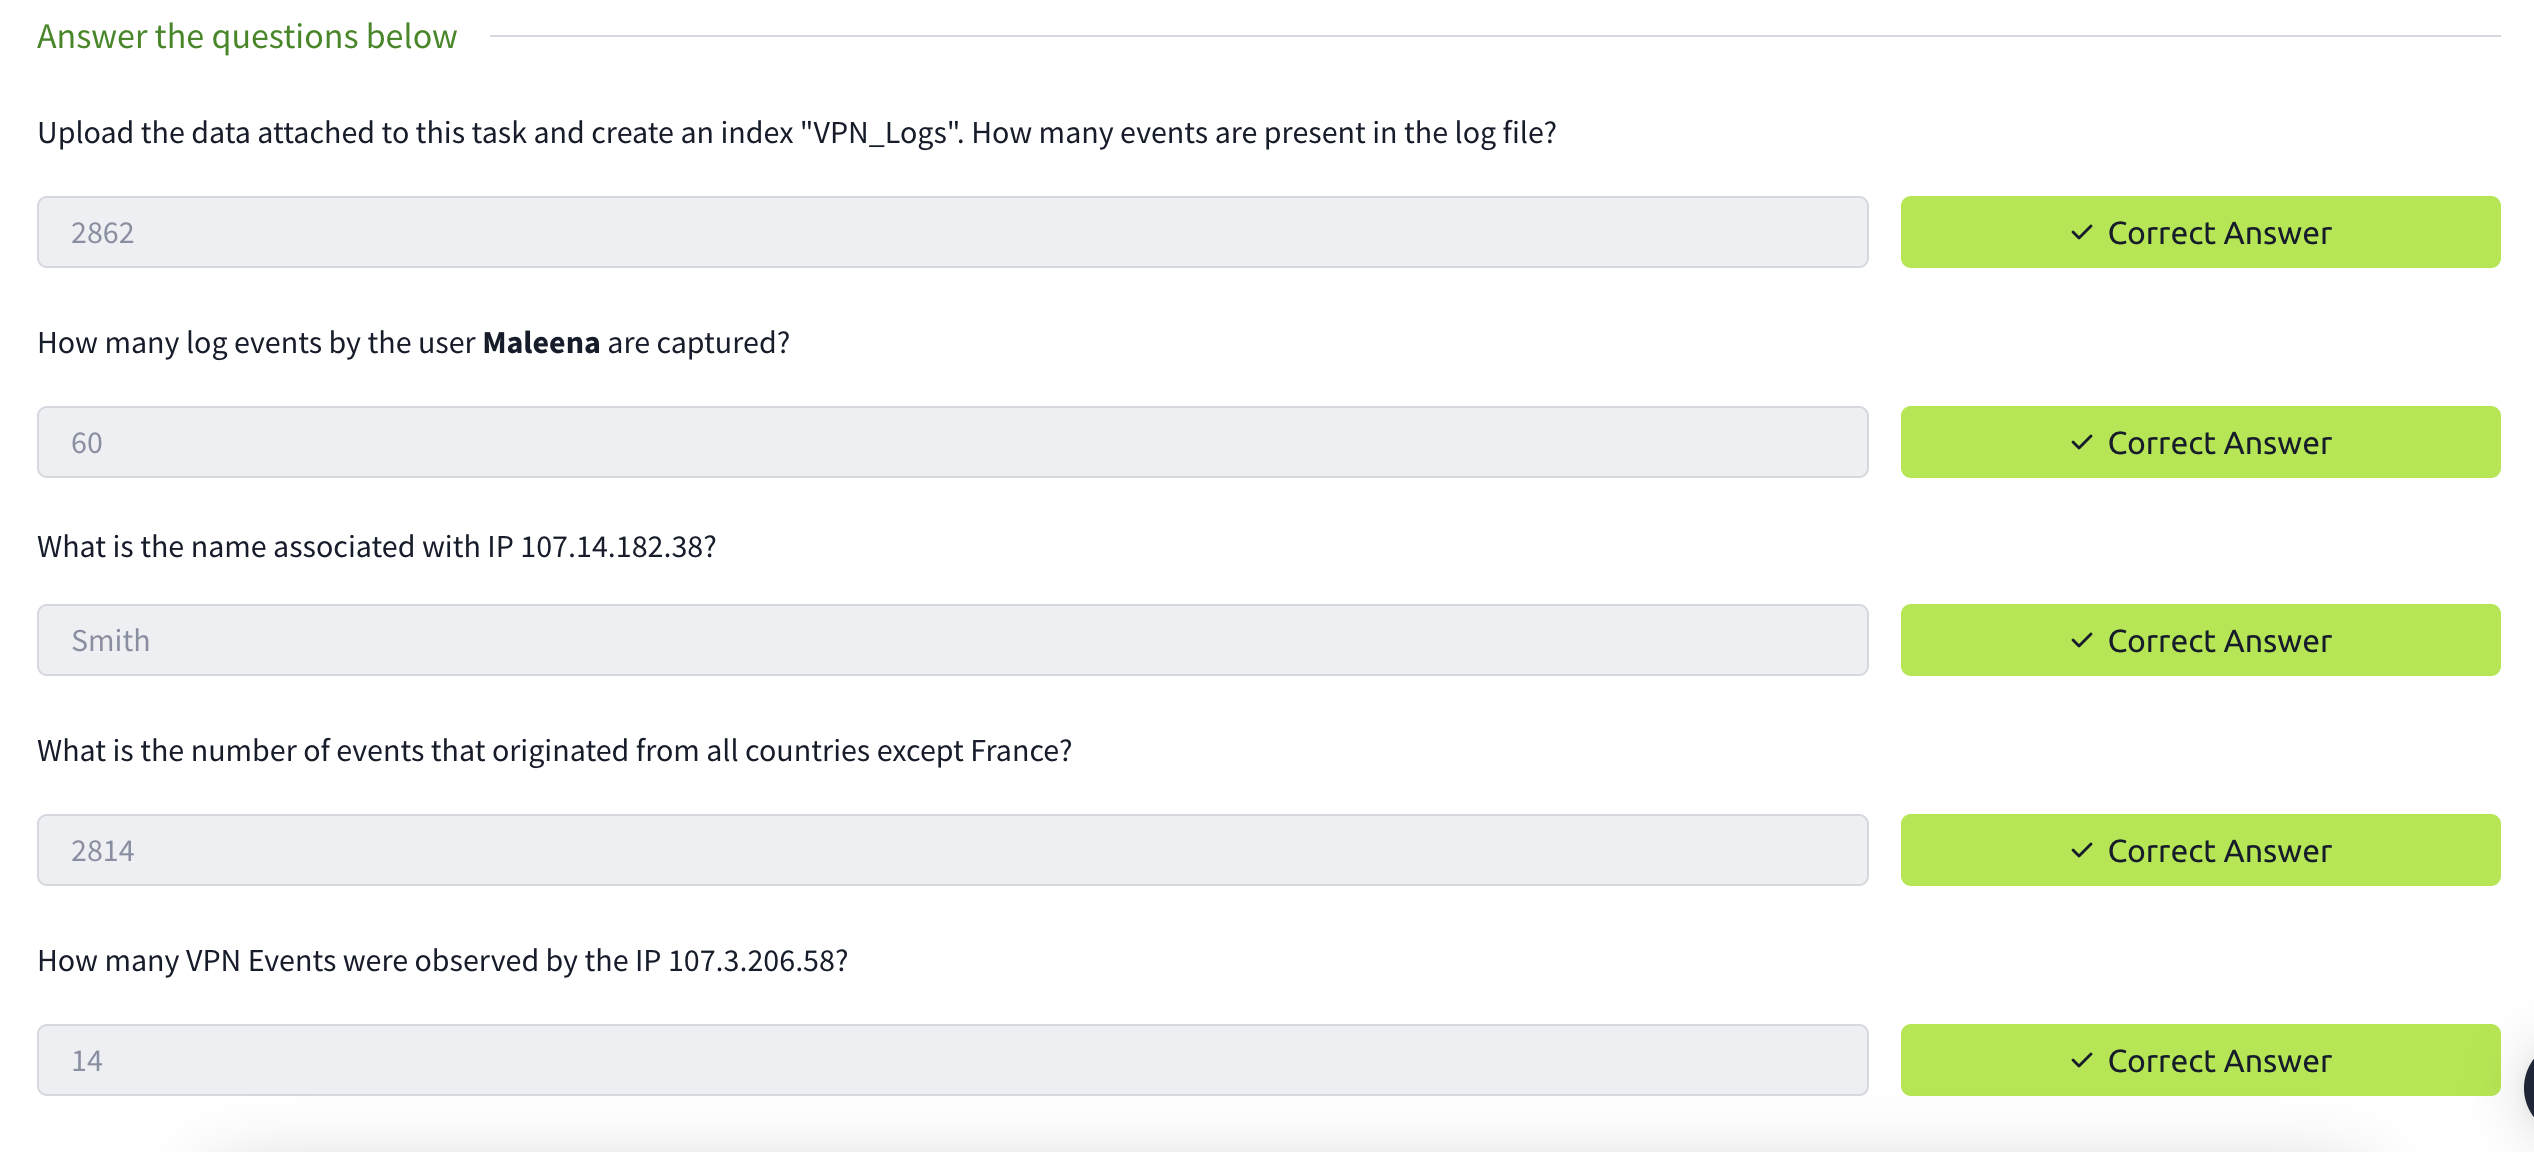 Answer the questions below
Upload the data attached to this task and create an index "VPN_Logs". How many events are present in the log file?
2862
✓ Correct Answer
How many log events by the user Maleena are captured?
60
✓ Correct Answer
What is the name associated with IP 107.14.182.38?
Smith
✓ Correct Answer
What is the number of events that originated from all countries except France?
2814
✓ Correct Answer
How many VPN Events were observed by the IP 107.3.206.58?
14
✓ Correct Answer